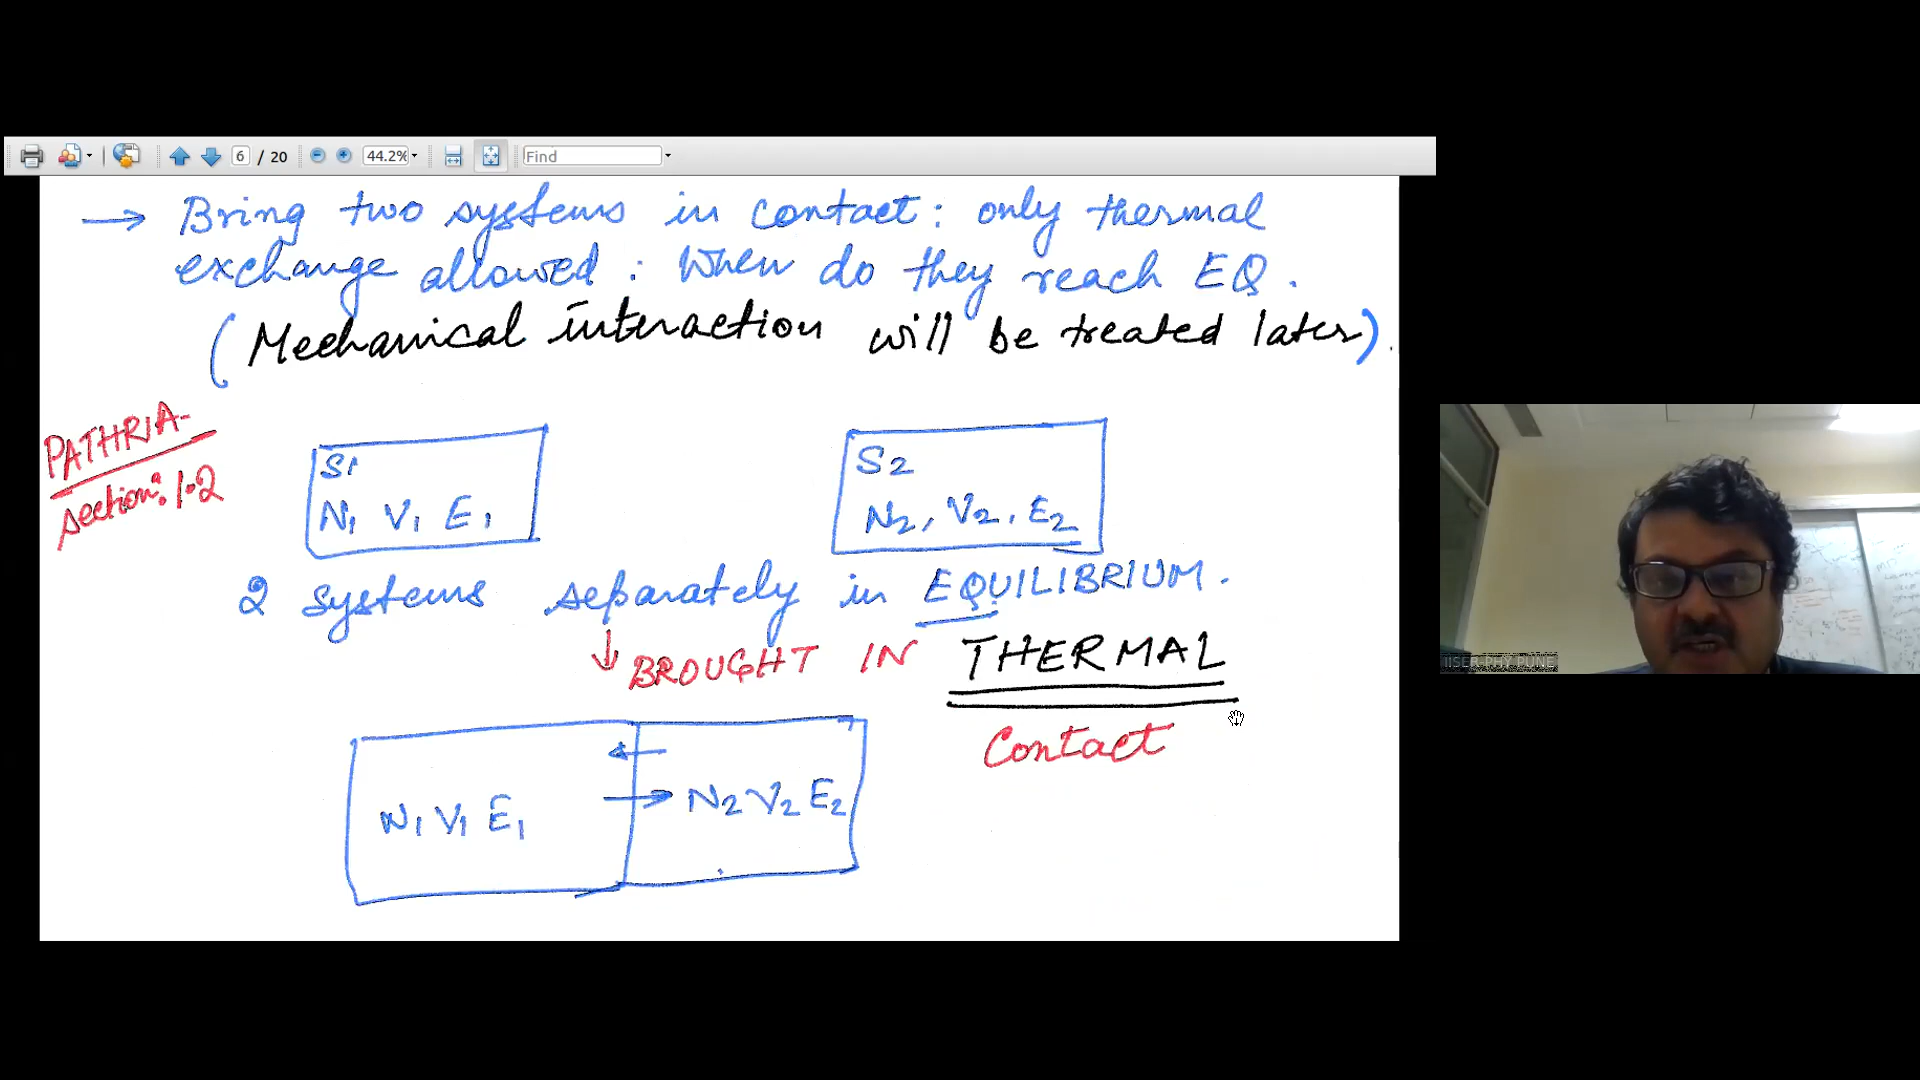 6 / 20 44.2% Find
→ Bring two systems in contact: only thermal
exchange allowed : When do they reach EQ.
(Mechanical interaction will be treated later).
PATHRIA-
Section: 1.2
S1
N1 V1 E1
S2
N2, V2, E2
2 systems separately in EQUILIBRIUM.
↓ BROUGHT IN THERMAL
Contact
N1 V1 E1
N2 V2 E2
IISER-PHY PUNE